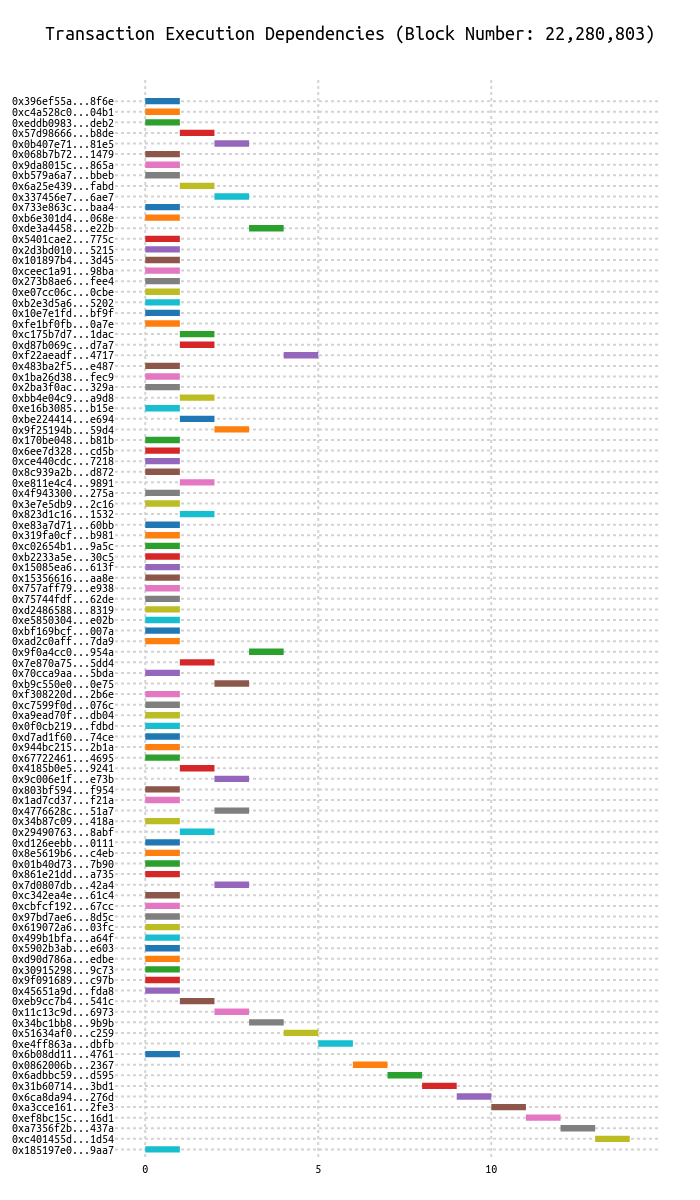 Transaction Execution Dependencies (Block Number: 22,280,803)
0x396ef55a...8f6e
0xc4a528c0...04b1
0xeddb0983...deb2
0x57d98666...b8de
0x0b407e71...81e5
0x068b7b72...1479
0x9da8015c...865a
0xb579a6a7...bbeb
0x6a25e439...fabd
0x337456e7...6ae7
0x733e863c...baa4
0xb6e301d4...068e
0xde3a4458...e22b
0x5401cae2...775c
0x2d3bd010...5215
0x101897b4...3d45
0xceec1a91...98ba
0x273b8ae6...fee4
0xe07cc06c...0cbe
0xb2e3d5a6...5202
0x10e7e1fd...bf9f
0xfe1bf0fb...0a7e
0xc175b7d7...1dac
0xd87b069c...d7a7
0xf22aeadf...4717
0x483ba2f5...e487
0x1ba26d38...fec9
0x2ba3f0ac...329a
0xbb4e04c9...a9d8
0xe16b3085...b15e
0xbe224414...e694
0x9f25194b...59d4
0x170be048...b81b
0x6ee7d328...cd5b
0xce440cdc...7218
0x8c939a2b...d872
0xe811e4c4...9891
0x4f943300...275a
0x3e7e5db9...2c16
0x823d1c16...1532
0xe83a7d71...60bb
0x319fa0cf...b981
0xc02654b1...9a5c
0xb2233a5e...30c5
0x15085ea6...613f
0x15356616...aa8e
0x757aff79...e938
0x75744fdf...62de
0xd2486588...8319
0xe5850304...e02b
0xbf169bcf...007a
0xad2c0aff...7da9
0x9f0a4cc0...954a
0x7e870a75...5dd4
0x70cca9aa...5bda
0xb9c550e0...0e75
0xf308220d...2b6e
0xc7599f0d...076c
0xa9ead70f...db04
0x0f0cb219...fdbd
0xd7ad1f60...74ce
0x944bc215...2b1a
0x67722461...4695
0x4185b0e5...9241
0x9c006e1f...e73b
0x803bf594...f954
0x1ad7cd37...f21a
0x4776628c...51a7
0x34b87c09...418a
0x29490763...8abf
0xd126eebb...0111
0x8e5619b6...c4eb
0x01b40d73...7b90
0x861e21dd...a735
0x7d0807db...42a4
0xc342ea4e...61c4
0xcbfcf192...67cc
0x97bd7ae6...8d5c
0x619072a6...03fc
0x499b1bfa...a64f
0x5902b3ab...e603
0xd90d786a...edbe
0x30915298...9c73
0x9f091689...c97b
0x45651a9d...fda8
0xeb9cc7b4...541c
0x11c13c9d...6973
0x34bc1bb8...9b9b
0x51634af0...c259
0xe4ff863a...dbfb
0x6b08dd11...4761
0x0862006b...2367
0x6adbbc59...d595
0x31b60714...3bd1
0x6ca8da94...276d
0xa3cce161...2fe3
0xef8bc15c...16d1
0xa7356f2b...437a
0xc401455d...1d54
0x185197e0...9aa7
0 5 10